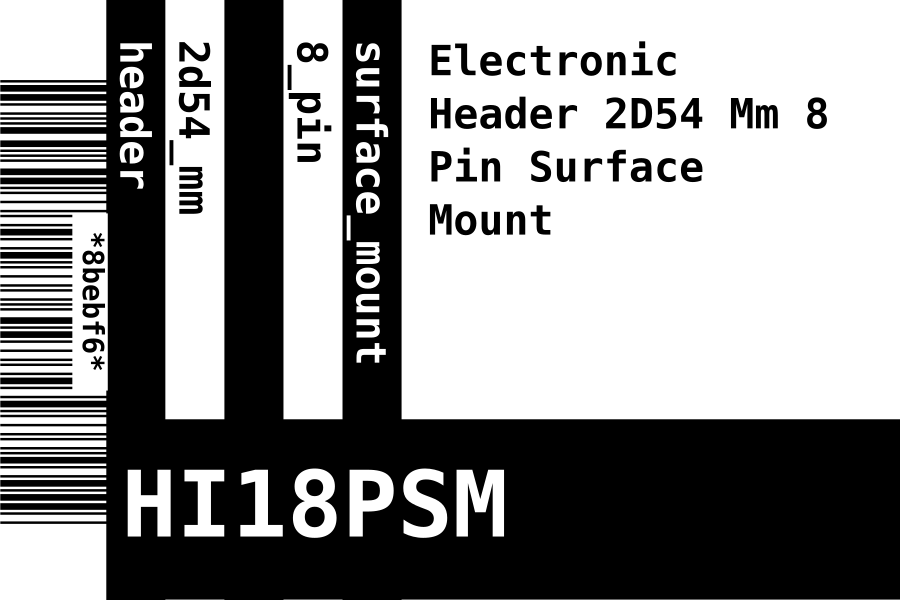 *8bebf6*
header
2d54_mm
8_pin
surface_mount
Electronic
Header 2D54 Mm 8
Pin Surface
Mount
HI18PSM